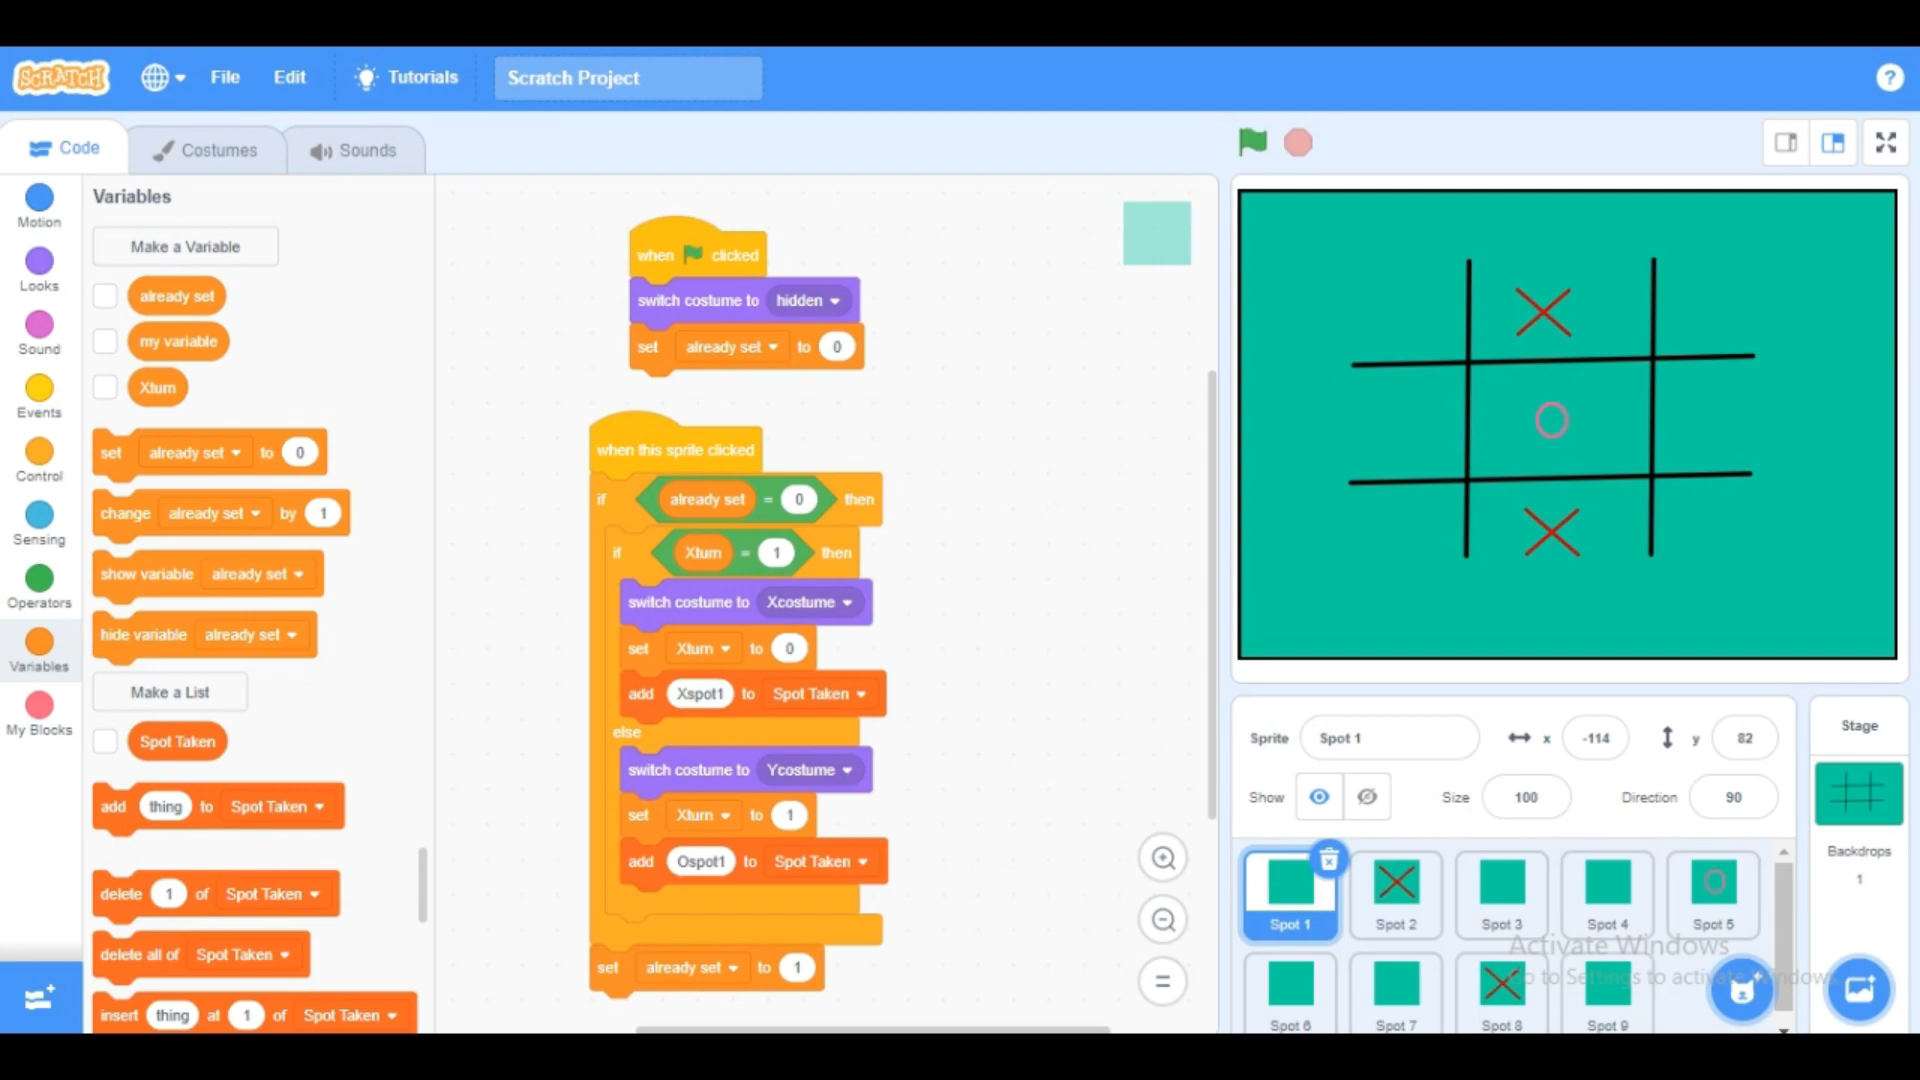 SCRATCH File Edit Tutorials Scratch Project ?
Code Costumes Sounds
Motion
Looks
Sound
Events
Control
Sensing
Operators
Variables
My Blocks
Variables
Make a Variable
already set
my variable
Xturn
set already set to 0
change already set by 1
show variable already set
hide variable already set
Make a List
Spot Taken
add thing to Spot Taken
delete 1 of Spot Taken
delete all of Spot Taken
insert thing at 1 of Spot Taken
when clicked
switch costume to hidden
set already set to 0
when this sprite clicked
if already set = 0 then
if Xturn = 1 then
switch costume to Xcostume
set Xturn to 0
add Xspot1 to Spot Taken
else
switch costume to Ycostume
set Xturn to 1
add Ospot1 to Spot Taken
set already set to 1
Sprite Spot 1 x -114 y 82
Show Size 100 Direction 90
Spot 1 Spot 2 Spot 3 Spot 4 Spot 5
Spot 6 Spot 7 Spot 8 Spot 9
Stage
Backdrops
1
Activate Windows
Go to Settings to activate Windows.